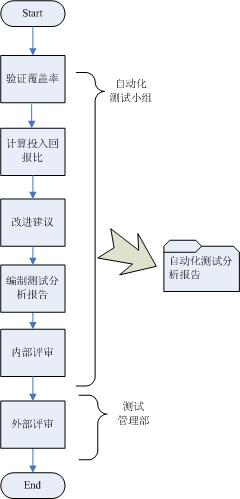 Start
验证覆盖率
自动化
测试小组
计算投入回
报比
改进建议
自动化测试分
析报告
编制测试分
析报告
内部评审
测试
管理部
外部评审
End